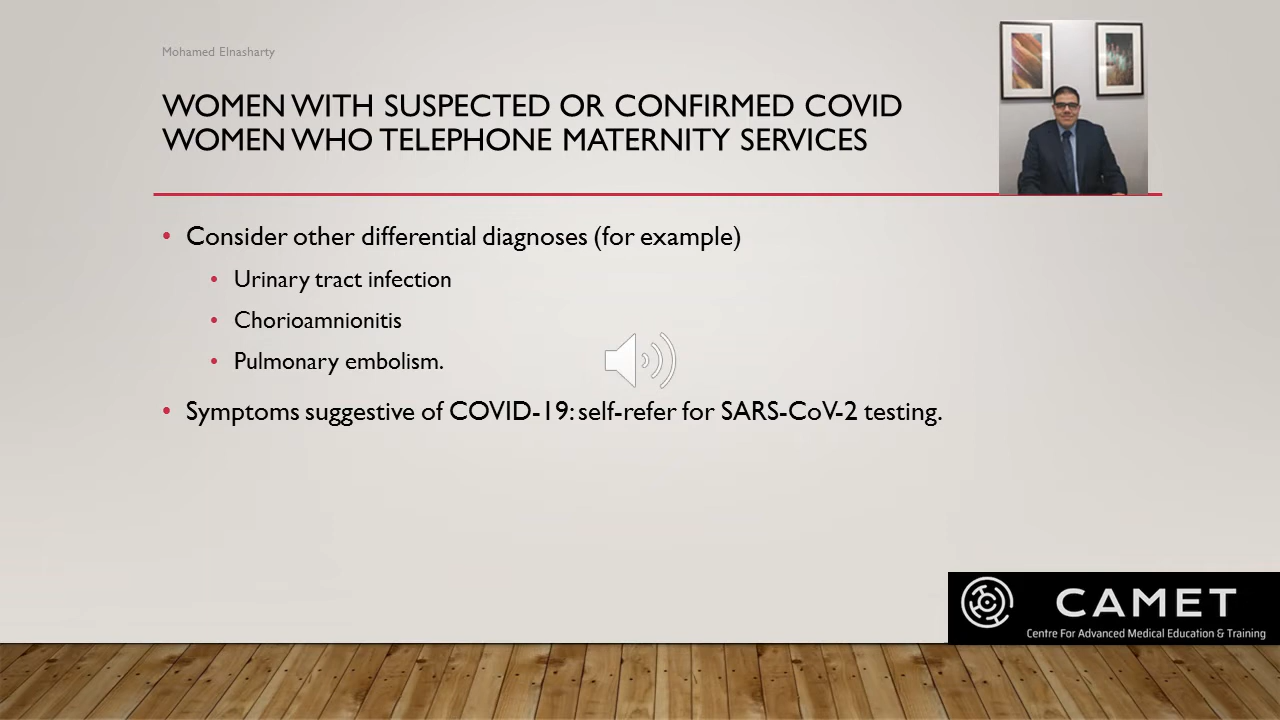 Mohamed Elnasharty
WOMEN WITH SUSPECTED OR CONFIRMED COVID
WOMEN WHO TELEPHONE MATERNITY SERVICES
• Consider other differential diagnoses (for example)
• Urinary tract infection
• Chorioamnionitis
• Pulmonary embolism.
• Symptoms suggestive of COVID-19: self-refer for SARS-CoV-2 testing.
CAMET
Centre For Advanced Medical Education & Training